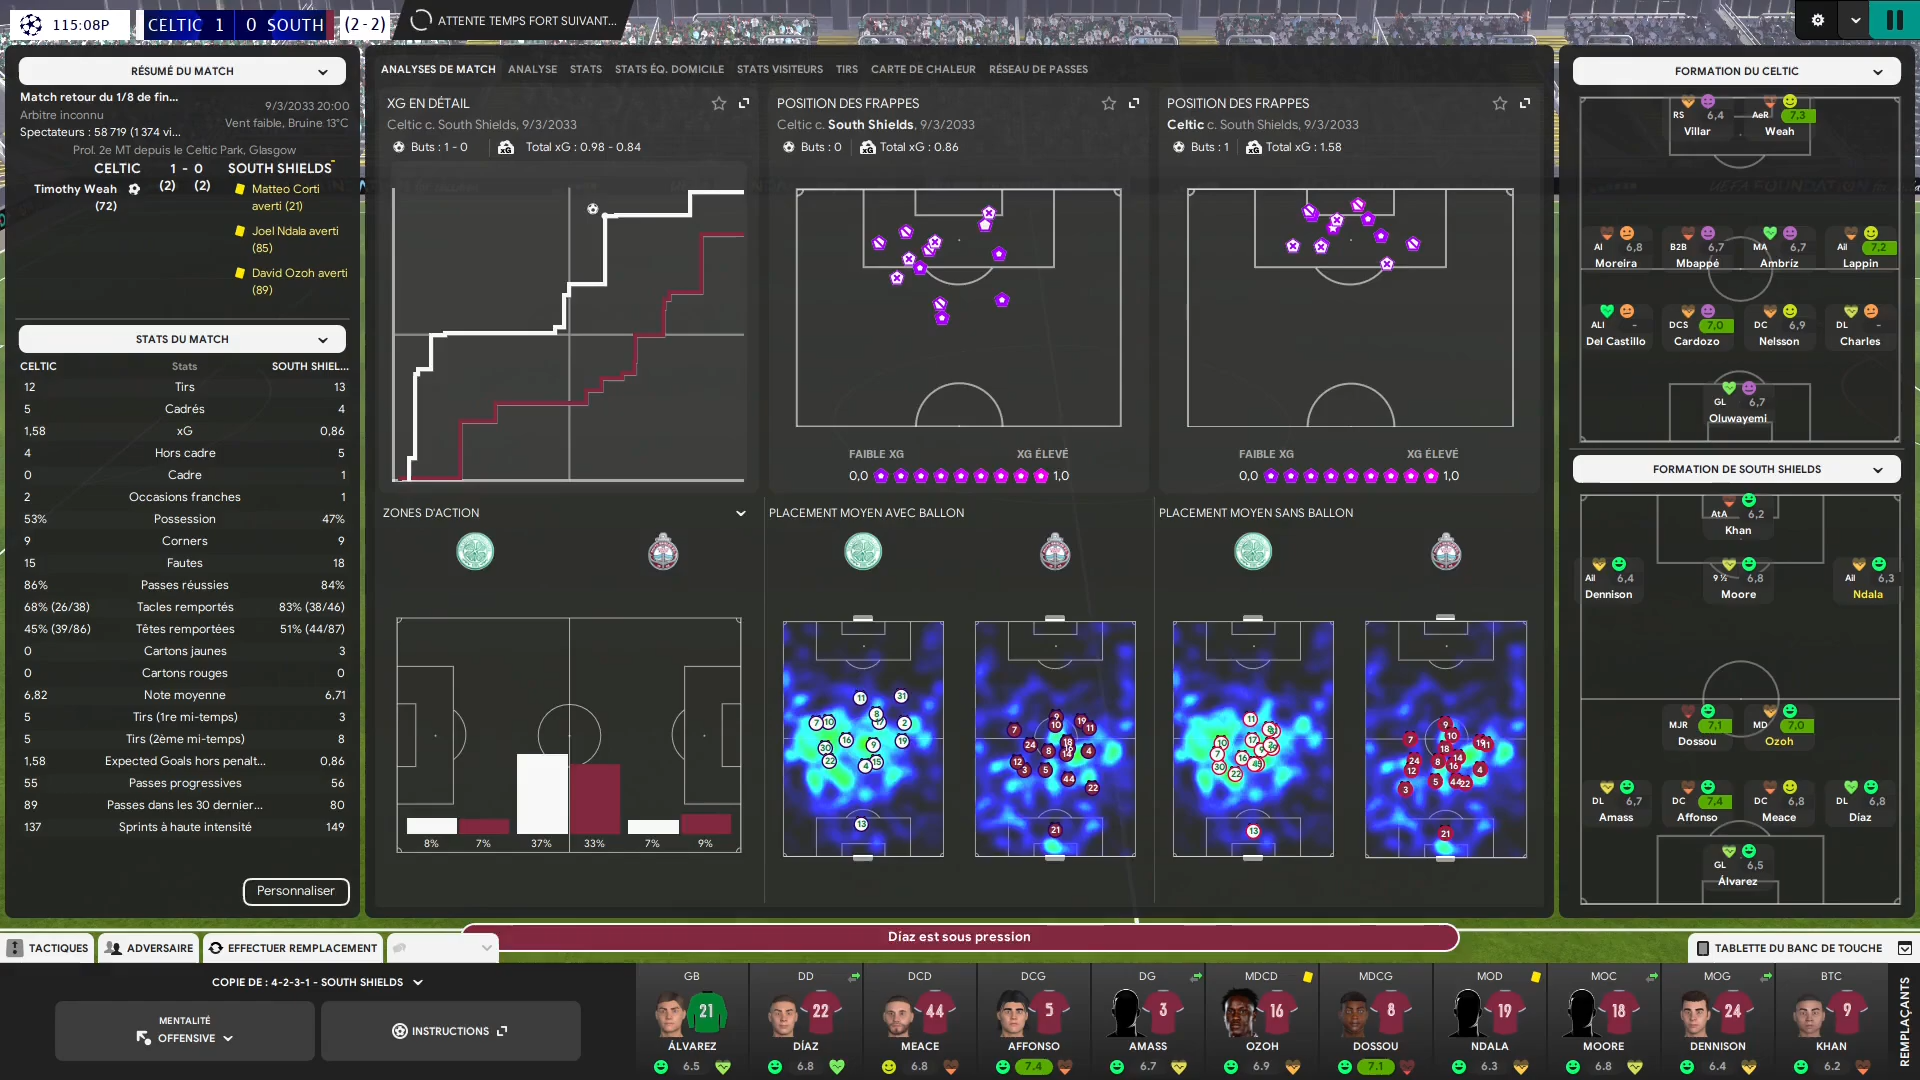 115:08P
CELTIC 1 0 SOUTH
(2 - 2)
ATTENTE TEMPS FORT SUIVANT...
RÉSUMÉ DU MATCH
Match retour du 1/8 de fin...
9/3/2033 20:00
Arbitre inconnu
Vent faible, Bruine 13°C
Spectateurs : 58 719 (1 374 vi...
Prol. 2e MT depuis le Celtic Park, Glasgow
CELTIC 1 - 0 SOUTH SHIELDS
(2) (2)
Timothy Weah
(72)
Matteo Corti
averti (21)
Joel Ndala averti
(85)
David Ozoh averti
(89)
STATS DU MATCH
CELTIC Stats SOUTH SHIEL...
12 Tirs 13
5 Cadrés 4
1,58 xG 0,86
4 Hors cadre 5
0 Cadre 1
2 Occasions franches 1
53% Possession 47%
9 Corners 9
15 Fautes 18
86% Passes réussies 84%
68% (26/38) Tacles remportés 83% (38/46)
45% (39/86) Têtes remportées 51% (44/87)
0 Cartons jaunes 3
0 Cartons rouges 0
6,82 Note moyenne 6,71
5 Tirs (1re mi-temps) 3
5 Tirs (2ème mi-temps) 8
1,58 Expected Goals hors penalt... 0,86
55 Passes progressives 56
89 Passes dans les 30 dernier... 80
137 Sprints à haute intensité 149
Personnaliser
ANALYSES DE MATCH ANALYSE STATS STATS ÉQ. DOMICILE STATS VISITEURS TIRS CARTE DE CHALEUR RÉSEAU DE PASSES
XG EN DÉTAIL
Celtic c. South Shields, 9/3/2033
Buts : 1 - 0 Total xG : 0.98 - 0.84
POSITION DES FRAPPES
Celtic c. South Shields, 9/3/2033
Buts : 0 Total xG : 0.86
FAIBLE XG XG ÉLEVÉ
0,0 1,0
POSITION DES FRAPPES
Celtic c. South Shields, 9/3/2033
Buts : 1 Total xG : 1.58
FAIBLE XG XG ÉLEVÉ
0,0 1,0
ZONES D'ACTION
8% 7% 37% 33% 7% 9%
PLACEMENT MOYEN AVEC BALLON
PLACEMENT MOYEN SANS BALLON
FORMATION DU CELTIC
RS 6,4 AeR 7,3
Villar Weah
AI 6,8 B2B 6,7 MA 6,7 Ail 7,2
Moreira Mbappé Ambríz Lappin
ALI - DCS 7,0 DC 6,9 DL -
Del Castillo Cardozo Nelsson Charles
GL 6,7
Oluwayemi
FORMATION DE SOUTH SHIELDS
AtA 6,2
Khan
Ail 6,4 9 ½ 6,8 Ail 6,3
Dennison Moore Ndala
MJR 7,1 MD 7,0
Dossou Ozoh
DL 6,7 DC 7,4 DC 6,8 DL 6,8
Amass Affonso Meace Díaz
GL 6,5
Álvarez
Díaz est sous pression
TACTIQUES ADVERSAIRE EFFECTUER REMPLACEMENT
TABLETTE DU BANC DE TOUCHE
COPIE DE : 4-2-3-1 - SOUTH SHIELDS
MENTALITÉ
OFFENSIVE
INSTRUCTIONS
GB DD DCD DCG DG MDCD MDCG MOD MOC MOG BTC
21 22 44 5 3 16 8 19 18 24 9
ÁLVAREZ DÍAZ MEACE AFFONSO AMASS OZOH DOSSOU NDALA MOORE DENNISON KHAN
6.5 6.8 6.8 7.4 6.7 6.9 7.1 6.3 6.8 6.4 6.2
REMPLAÇANTS